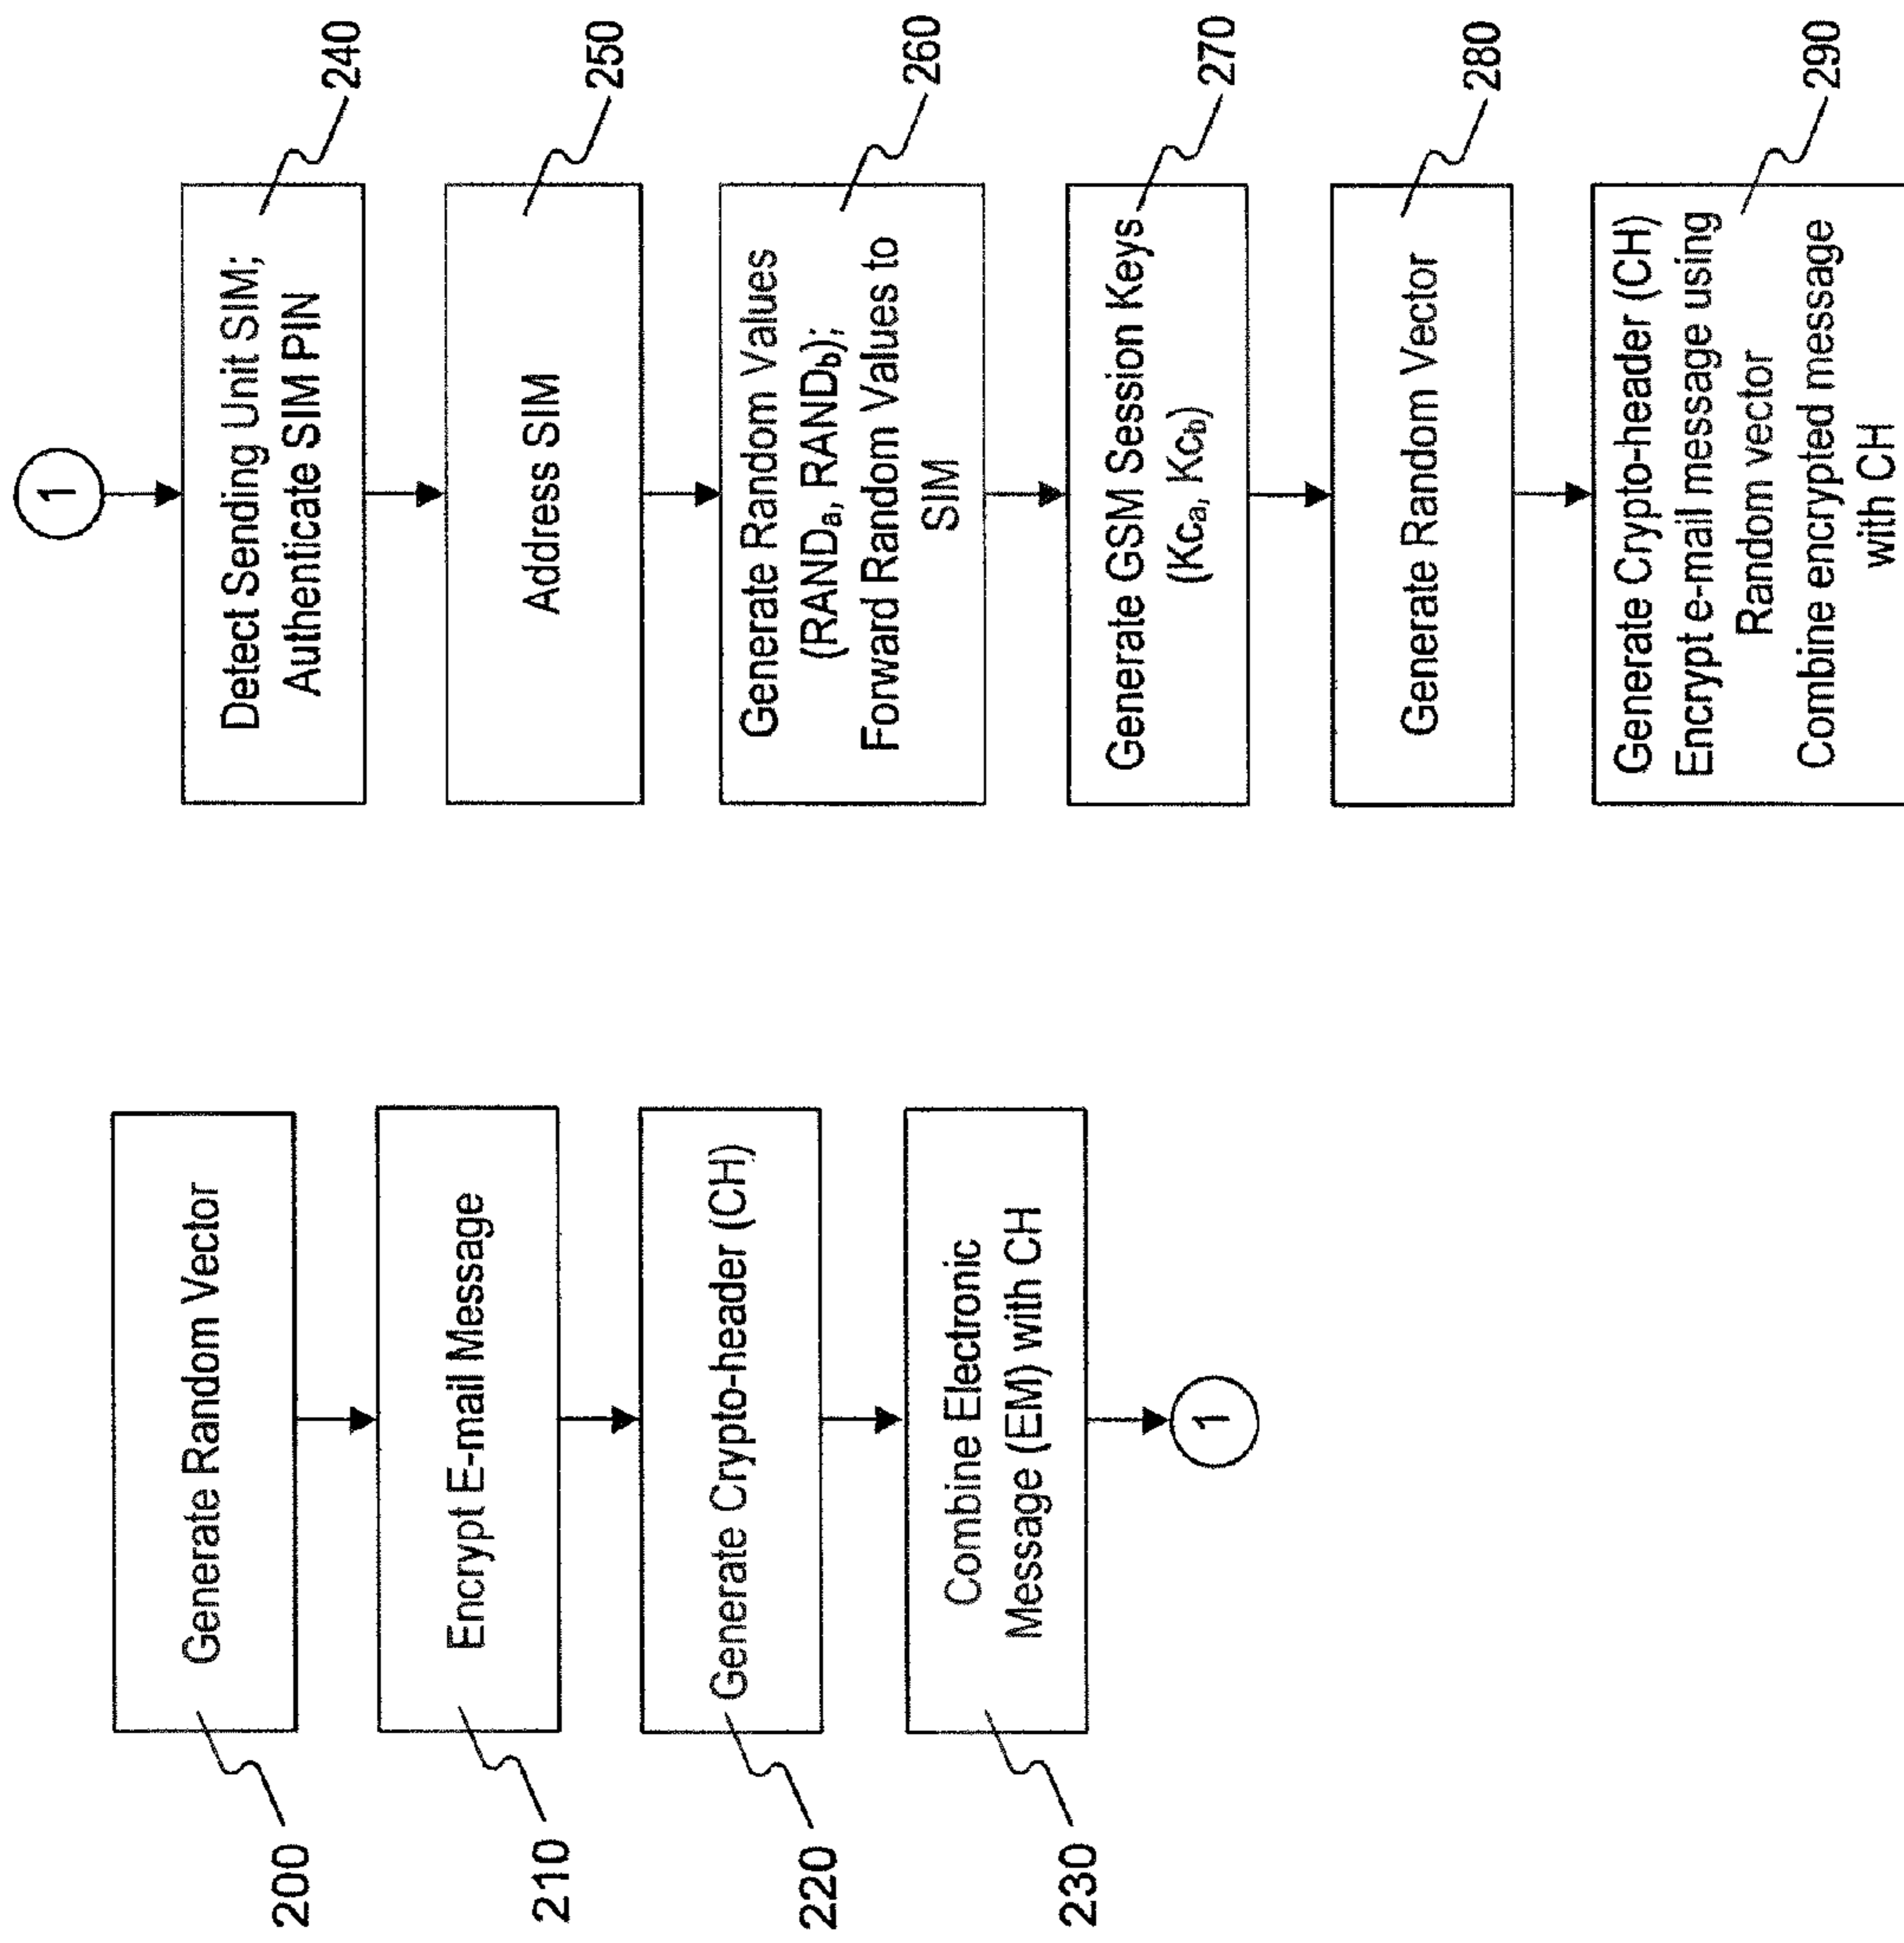 200
Generate Random Vector
210
Encrypt E-mail Message
220
Generate Crypto-header (CH)
230
Combine Electronic
Message (EM) with CH
1
1
Detect Sending Unit SIM;
Authenticate SIM PIN
240
Address SIM
250
Generate Random Values
(RANDa, RANDb);
Forward Random Values to
SIM
260
Generate GSM Session Keys
(Kca, Kcb)
270
Generate Random Vector
280
Generate Crypto-header (CH)
Encrypt e-mail message using
Random vector
Combine encrypted message
with CH
290